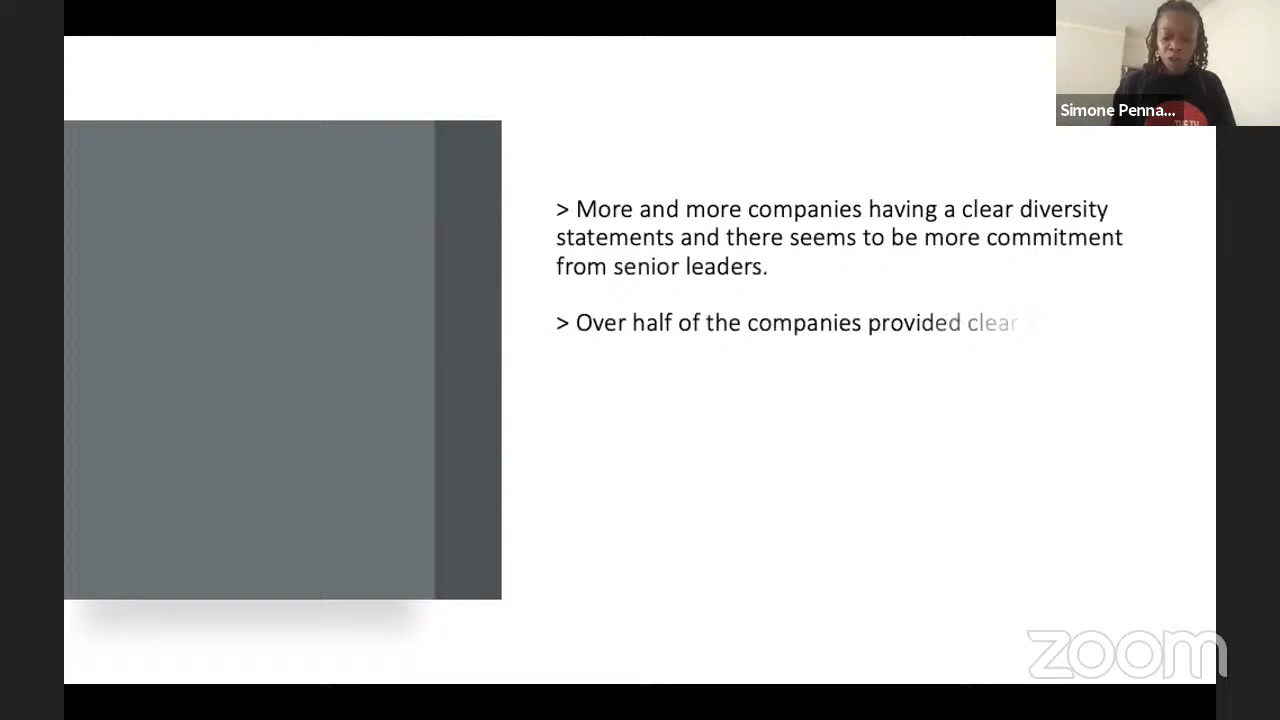 Simone Penna...
> More and more companies having a clear diversity
statements and there seems to be more commitment
from senior leaders.
> Over half of the companies provided clear
zoom